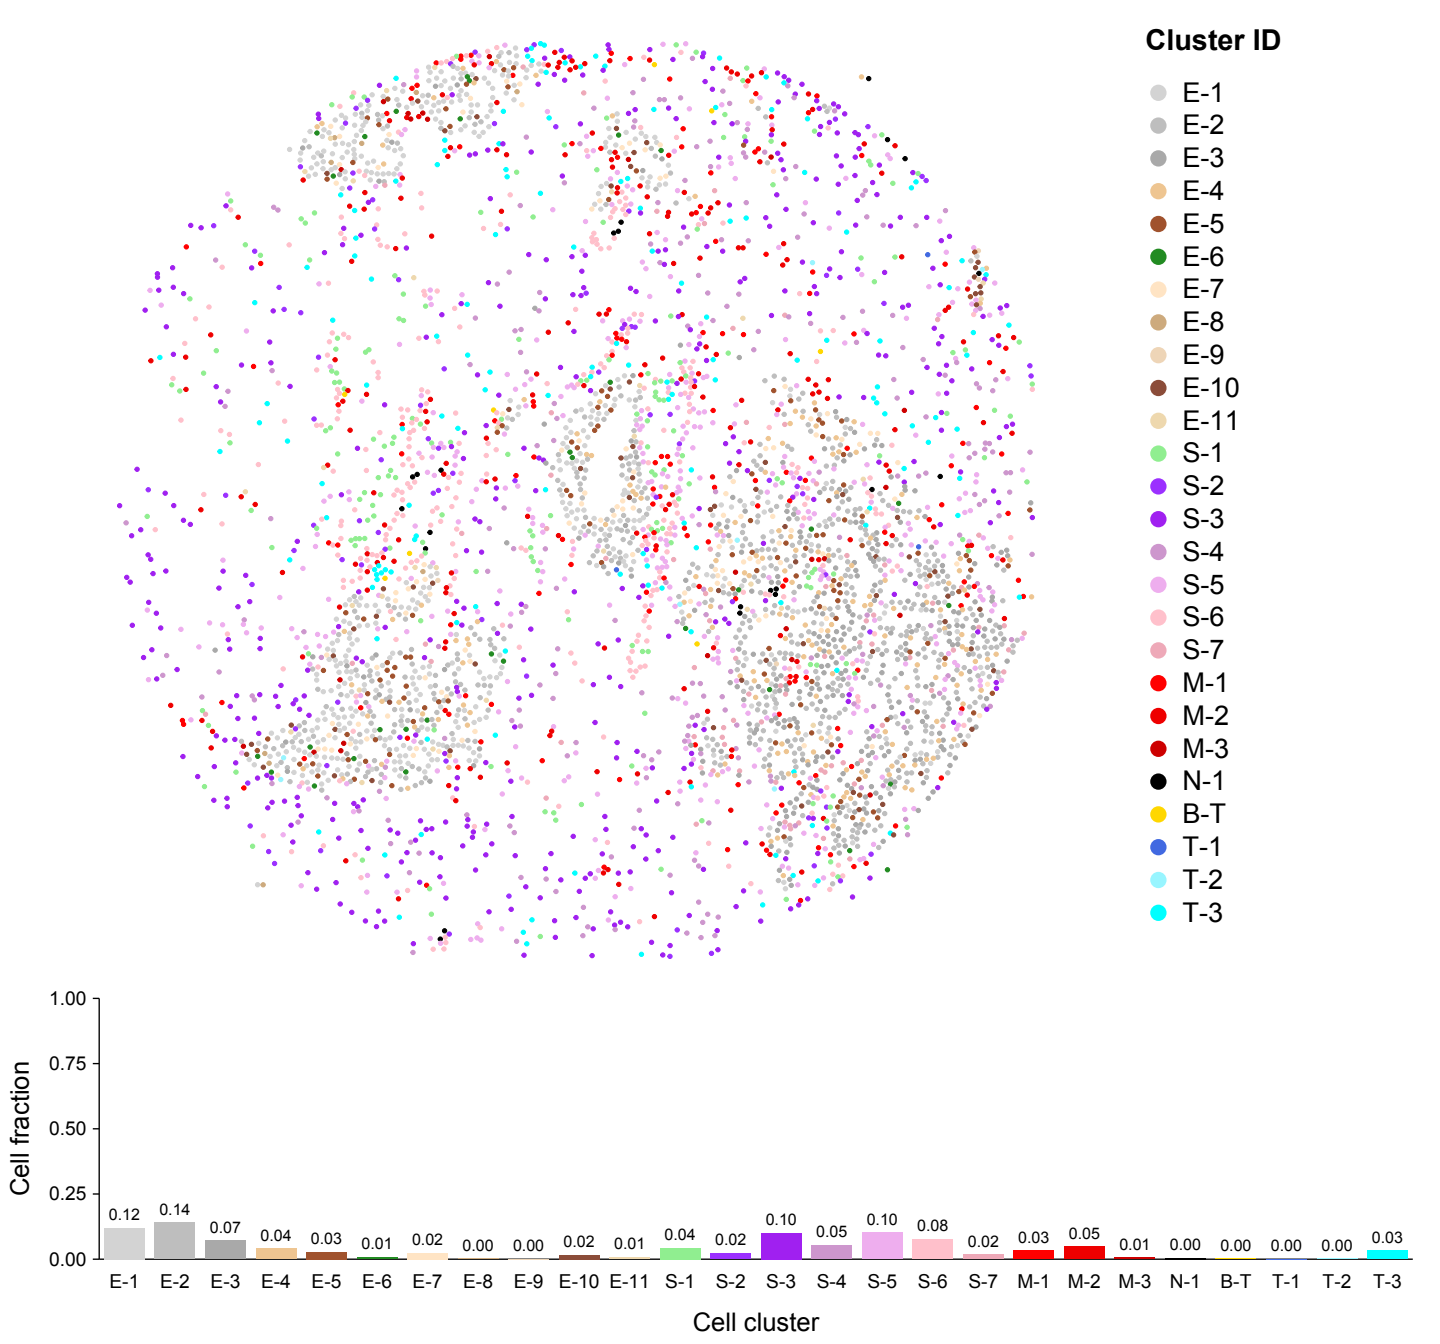 Cluster ID
E-1
E-2
E-3
E-4
E-5
E-6
E-7
E-8
E-9
E-10
E-11
S-1
S-2
S-3
S-4
S-5
S-6
S-7
M-1
M-2
M-3
N-1
B-T
T-1
T-2
T-3
1.00
0.75
0.50
0.25
0.00
Cell fraction
0.12 0.14 0.07 0.04 0.03 0.01 0.02 0.00 0.00 0.02 0.01 0.04 0.02 0.10 0.05 0.10 0.08 0.02 0.03 0.05 0.01 0.00 0.00 0.00 0.00 0.03
E-1 E-2 E-3 E-4 E-5 E-6 E-7 E-8 E-9 E-10 E-11 S-1 S-2 S-3 S-4 S-5 S-6 S-7 M-1 M-2 M-3 N-1 B-T T-1 T-2 T-3
Cell cluster